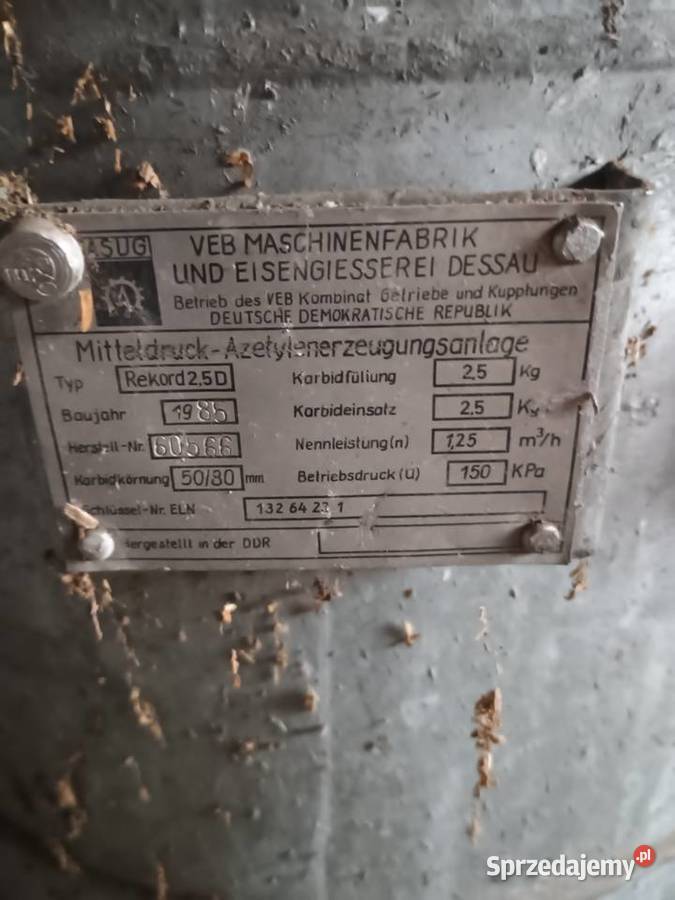 ASUG
VEB MASCHINENFABRIK
UND EISENGIESSEREI DESSAU
Betrieb des VEB Kombinat Getriebe und Kupplungen
DEUTSCHE DEMOKRATISCHE REPUBLIK
Mitteldruck-Azetylenerzeugungsanlage
Typ Rekord 2,5D Karbidfüllung 2,5 Kg
Baujahr 1985 Karbideinsatz 2,5 Kg
Herstell-Nr. 60566 Nennleistung(n) 1,25 m³/h
Karbidkörnung 50/80 mm Betriebsdruck (ü) 150 KPa
Schlüssel-Nr. ELN 132 64 23 1
Hergestellt in der DDR
Sprzedajemy.pl